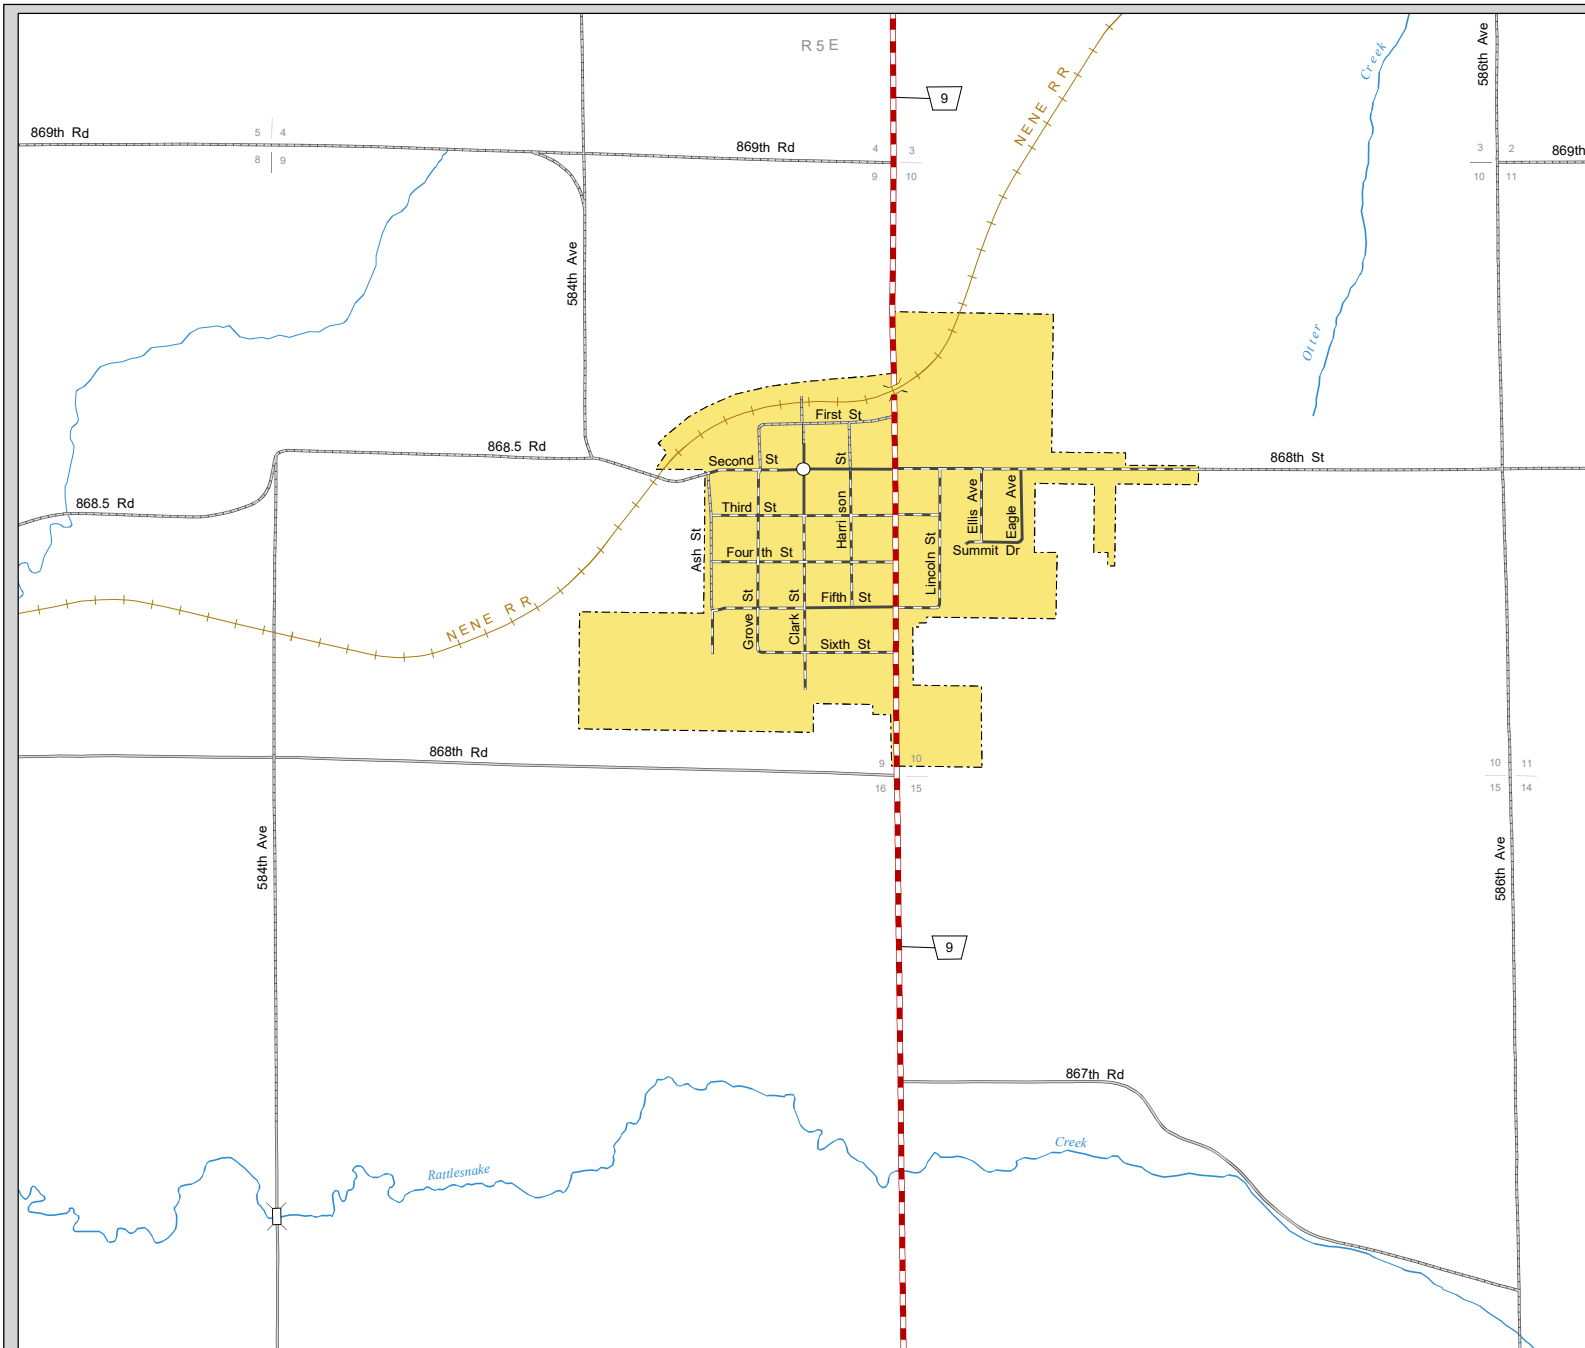 R 5 E
586th Ave
Creek
9
NENE RR
869th Rd
5 4
8 9
869th Rd
4 3
9 10
3 2
10 11
869th
584th Ave
Otter
First St
868.5 Rd
Second St
868th St
868.5 Rd
Third St
Harrison St
Ellis Ave
Eagle Ave
Ash St
Fourth St
Lincoln St
Summit Dr
NENE RR
Grove St
Clark St
Fifth St
Sixth St
868th Rd
9 10
16 15
10 11
15 14
584th Ave
586th Ave
9
867th Rd
Rattlesnake
Creek